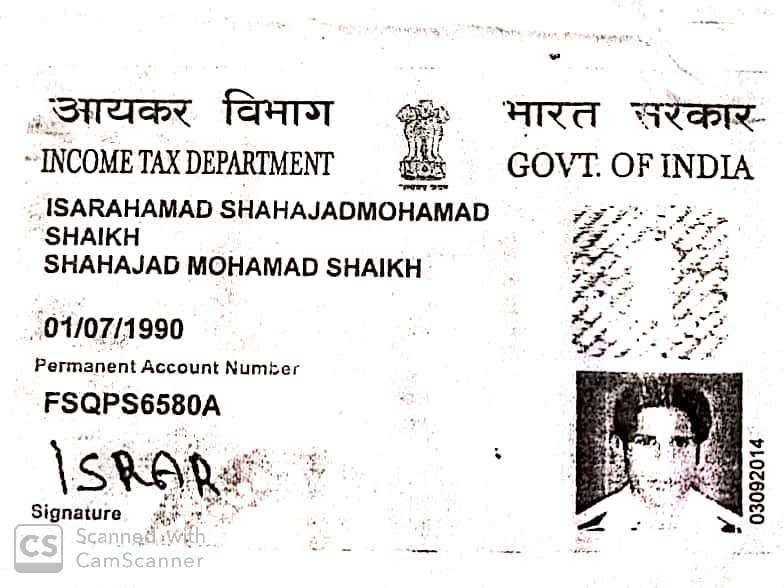 आयकर विभाग
भारत सरकार
INCOME TAX DEPARTMENT
GOVT. OF INDIA
ISARAHAMAD SHAHAJADMOHAMAD
SHAIKH
SHAHAJAD MOHAMAD SHAIKH
01/07/1990
Permanent Account Number
FSQPS6580A
ISRAR
Signature
03092014
CS Scanned with
CamScanner